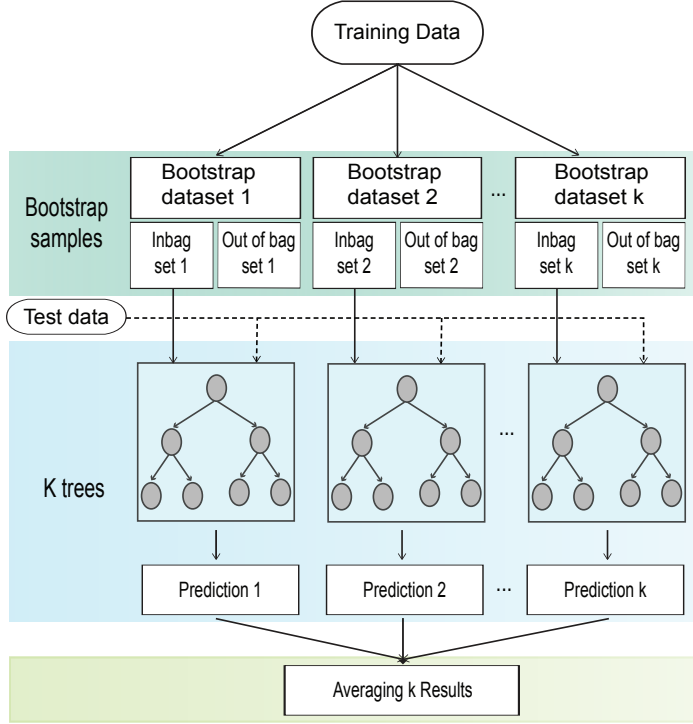 Training Data
Bootstrap
samples
Bootstrap
dataset 1
Bootstrap
dataset 2
...
Bootstrap
dataset k
Inbag
set 1
Out of bag
set 1
Inbag
set 2
Out of bag
set 2
Inbag
set k
Out of bag
set k
Test data
K trees
...
Prediction 1
Prediction 2
...
Prediction k
Averaging k Results